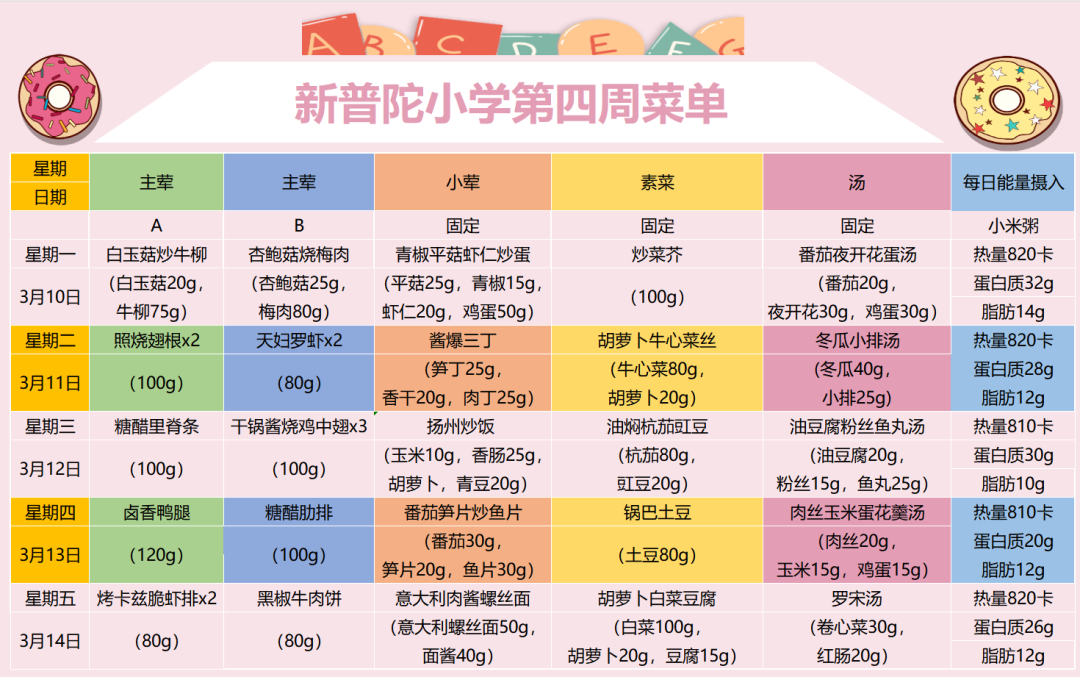 A B C D E F G
新普陀小学第四周菜单
星期 主荤 主荤 小荤 素菜 汤 每日能量摄入
日期
A B 固定 固定 固定 小米粥
星期一 白玉菇炒牛柳 杏鲍菇烧梅肉 青椒平菇虾仁炒蛋 炒菜芥 番茄夜开花蛋汤 热量820卡
3月10日 (白玉菇20g, (杏鲍菇25g, (平菇25g, 青椒15g, (100g) (番茄20g, 蛋白质32g
牛柳75g) 梅肉80g) 虾仁20g, 鸡蛋50g) 夜开花30g, 鸡蛋30g) 脂肪14g
星期二 照烧翅根x2 天妇罗虾x2 酱爆三丁 胡萝卜牛心菜丝 冬瓜小排汤 热量820卡
3月11日 (100g) (80g) (笋丁25g, (牛心菜80g, (冬瓜40g, 蛋白质28g
香干20g, 肉丁25g) 胡萝卜20g) 小排25g) 脂肪12g
星期三 糖醋里脊条 干锅酱烧鸡中翅x3 扬州炒饭 油焖杭茄豇豆 油豆腐粉丝鱼丸汤 热量810卡
3月12日 (100g) (100g) (玉米10g, 香肠25g, (杭茄80g, (油豆腐20g, 蛋白质30g
胡萝卜, 青豆20g) 豇豆20g) 粉丝15g, 鱼丸25g) 脂肪10g
星期四 卤香鸭腿 糖醋肋排 番茄笋片炒鱼片 锅巴土豆 肉丝玉米蛋花羹汤 热量810卡
3月13日 (120g) (100g) (番茄30g, (土豆80g) (肉丝20g, 蛋白质20g
笋片20g, 鱼片30g) 玉米15g, 鸡蛋15g) 脂肪12g
星期五 烤卡兹脆虾排x2 黑椒牛肉饼 意大利肉酱螺丝面 胡萝卜白菜豆腐 罗宋汤 热量820卡
3月14日 (80g) (80g) (意大利螺丝面50g, (白菜100g, (卷心菜30g, 蛋白质26g
面酱40g) 胡萝卜20g, 豆腐15g) 红肠20g) 脂肪12g